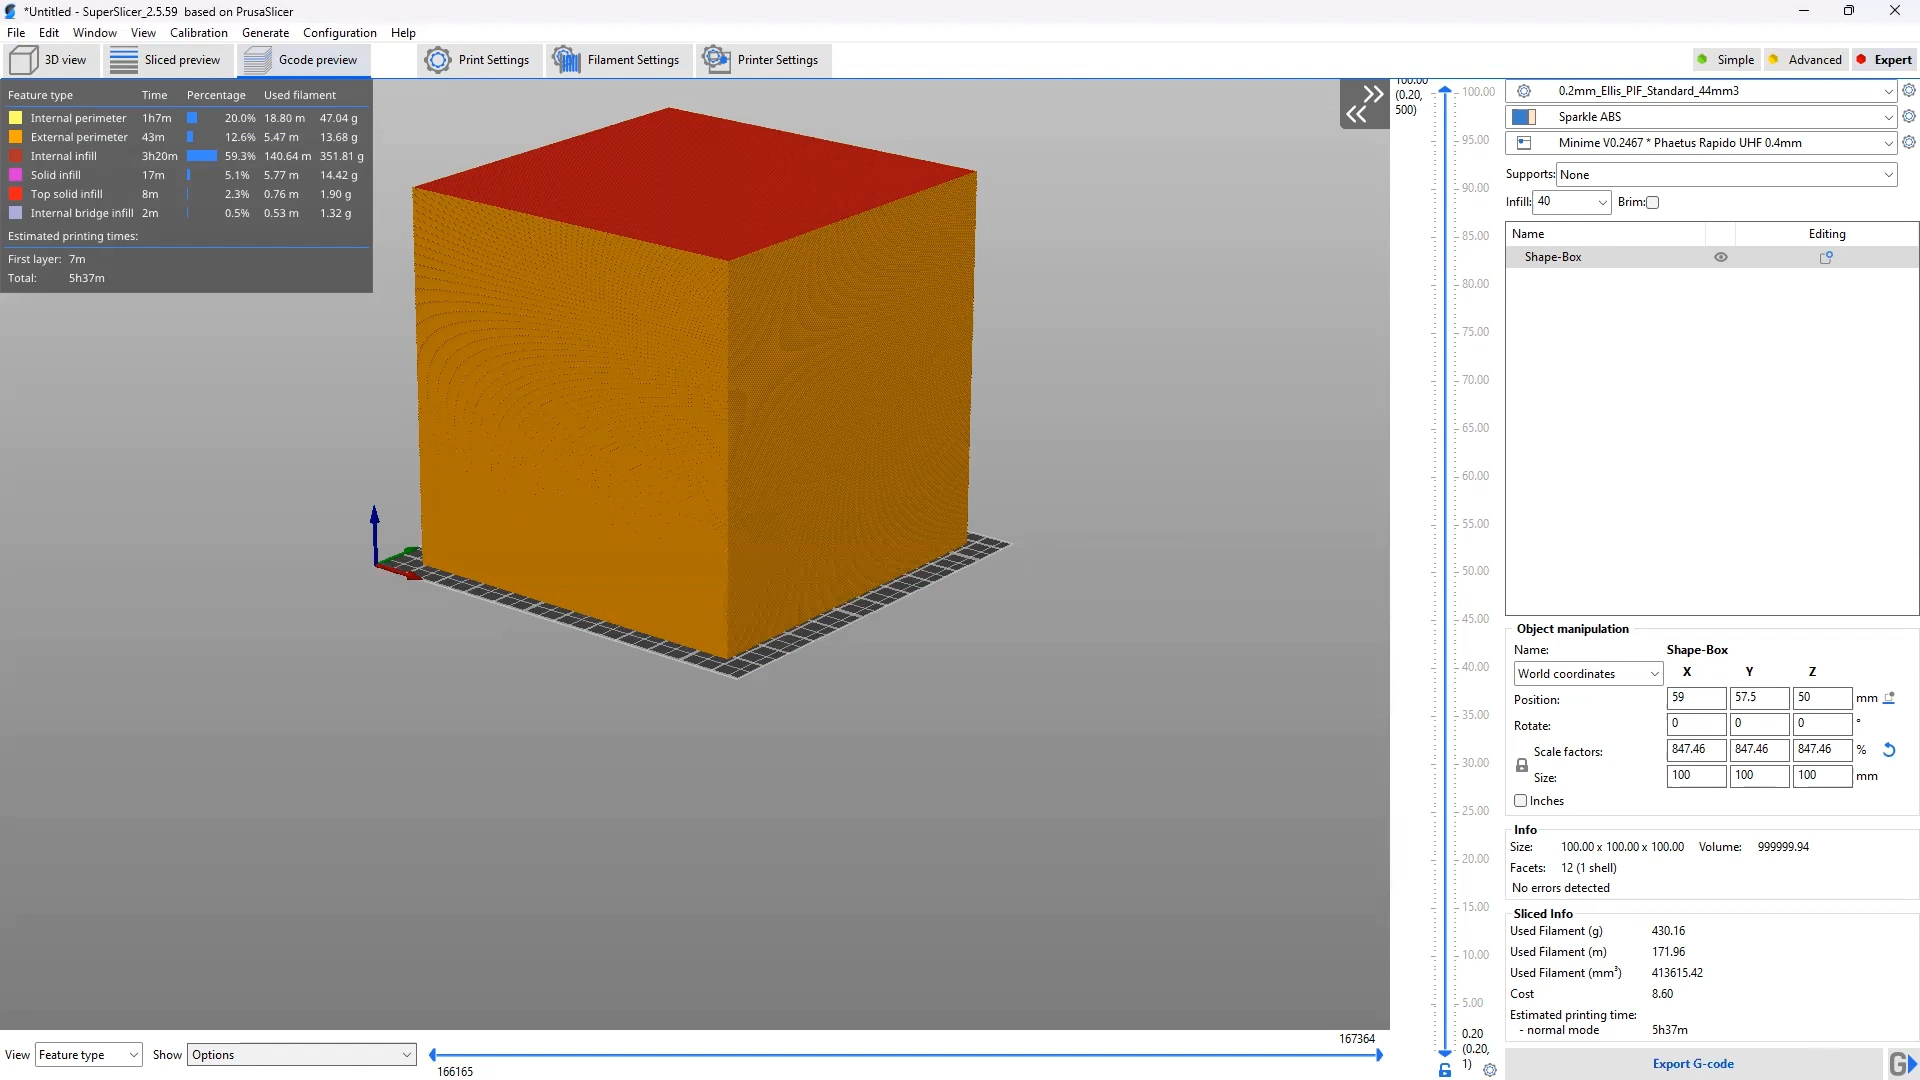 *Untitled - SuperSlicer_2.5.59 based on PrusaSlicer
File Edit Window View Calibration Generate Configuration Help
3D view Sliced preview Gcode preview Print Settings Filament Settings Printer Settings Simple Advanced Expert
Feature type Time Percentage Used filament
Internal perimeter 1h7m 20.0% 18.80 m 47.04 g
External perimeter 43m 12.6% 5.47 m 13.68 g
Internal infill 3h20m 59.3% 140.64 m 351.81 g
Solid infill 17m 5.1% 5.77 m 14.42 g
Top solid infill 8m 2.3% 0.76 m 1.90 g
Internal bridge infill 2m 0.5% 0.53 m 1.32 g
Estimated printing times:
First layer: 7m
Total: 5h37m
100.00
(0.20,
500)
100.00
95.00
90.00
85.00
80.00
75.00
70.00
65.00
60.00
55.00
50.00
45.00
40.00
35.00
30.00
25.00
20.00
15.00
10.00
5.00
0.20
(0.20,
1)
0.2mm_Ellis_PIF_Standard_44mm3
Sparkle ABS
Minime V0.2467 * Phaetus Rapido UHF 0.4mm
Supports: None
Infill: 40 Brim:
Name Editing
Shape-Box
Object manipulation
Name: Shape-Box
World coordinates X Y Z
Position: 59 57.5 50 mm
Rotate: 0 0 0 °
Scale factors: 847.46 847.46 847.46 %
Size: 100 100 100 mm
Inches
Info
Size: 100.00 x 100.00 x 100.00 Volume: 999999.94
Facets: 12 (1 shell)
No errors detected
Sliced Info
Used Filament (g) 430.16
Used Filament (m) 171.96
Used Filament (mm³) 413615.42
Cost 8.60
Estimated printing time:
- normal mode 5h37m
Export G-code
G
View Feature type Show Options
167364
166165